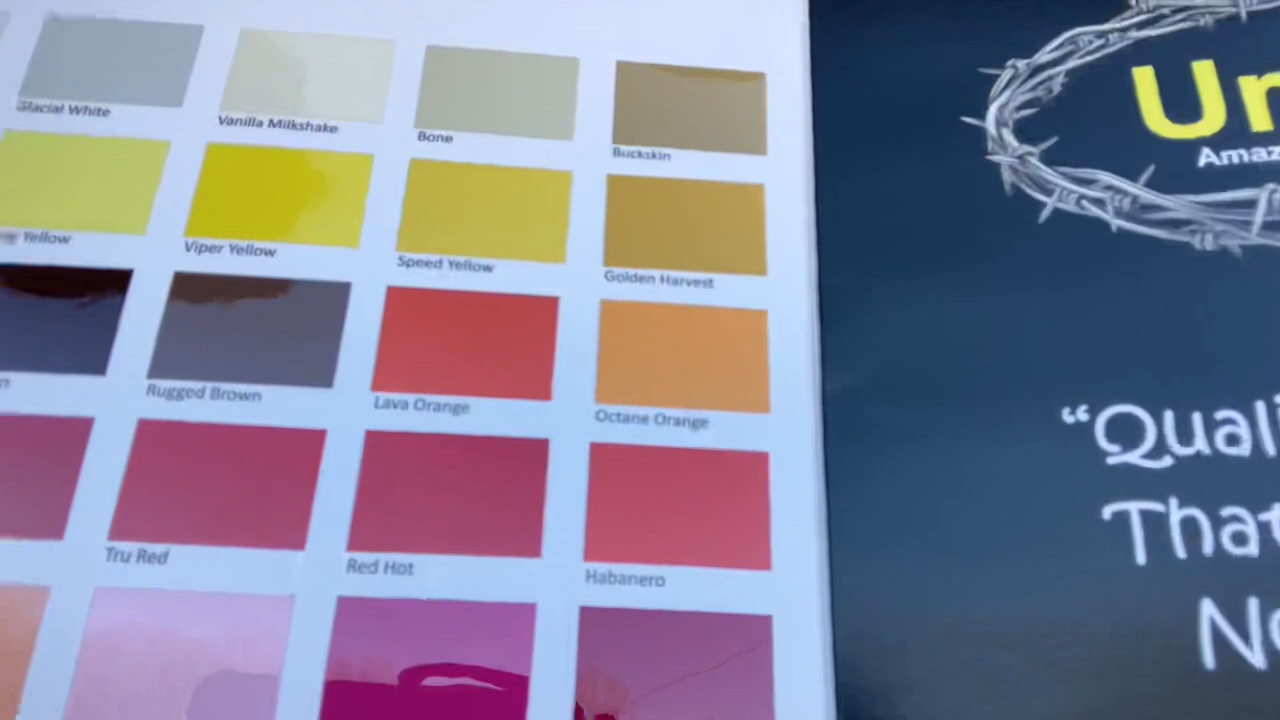 Glacial White
Vanilla Milkshake
Bone
Buckskin
Yellow
Viper Yellow
Speed Yellow
Golden Harvest
Rugged Brown
Lava Orange
Octane Orange
Tru Red
Red Hot
Habanero
Ur
Amaz
“Quali
That
No